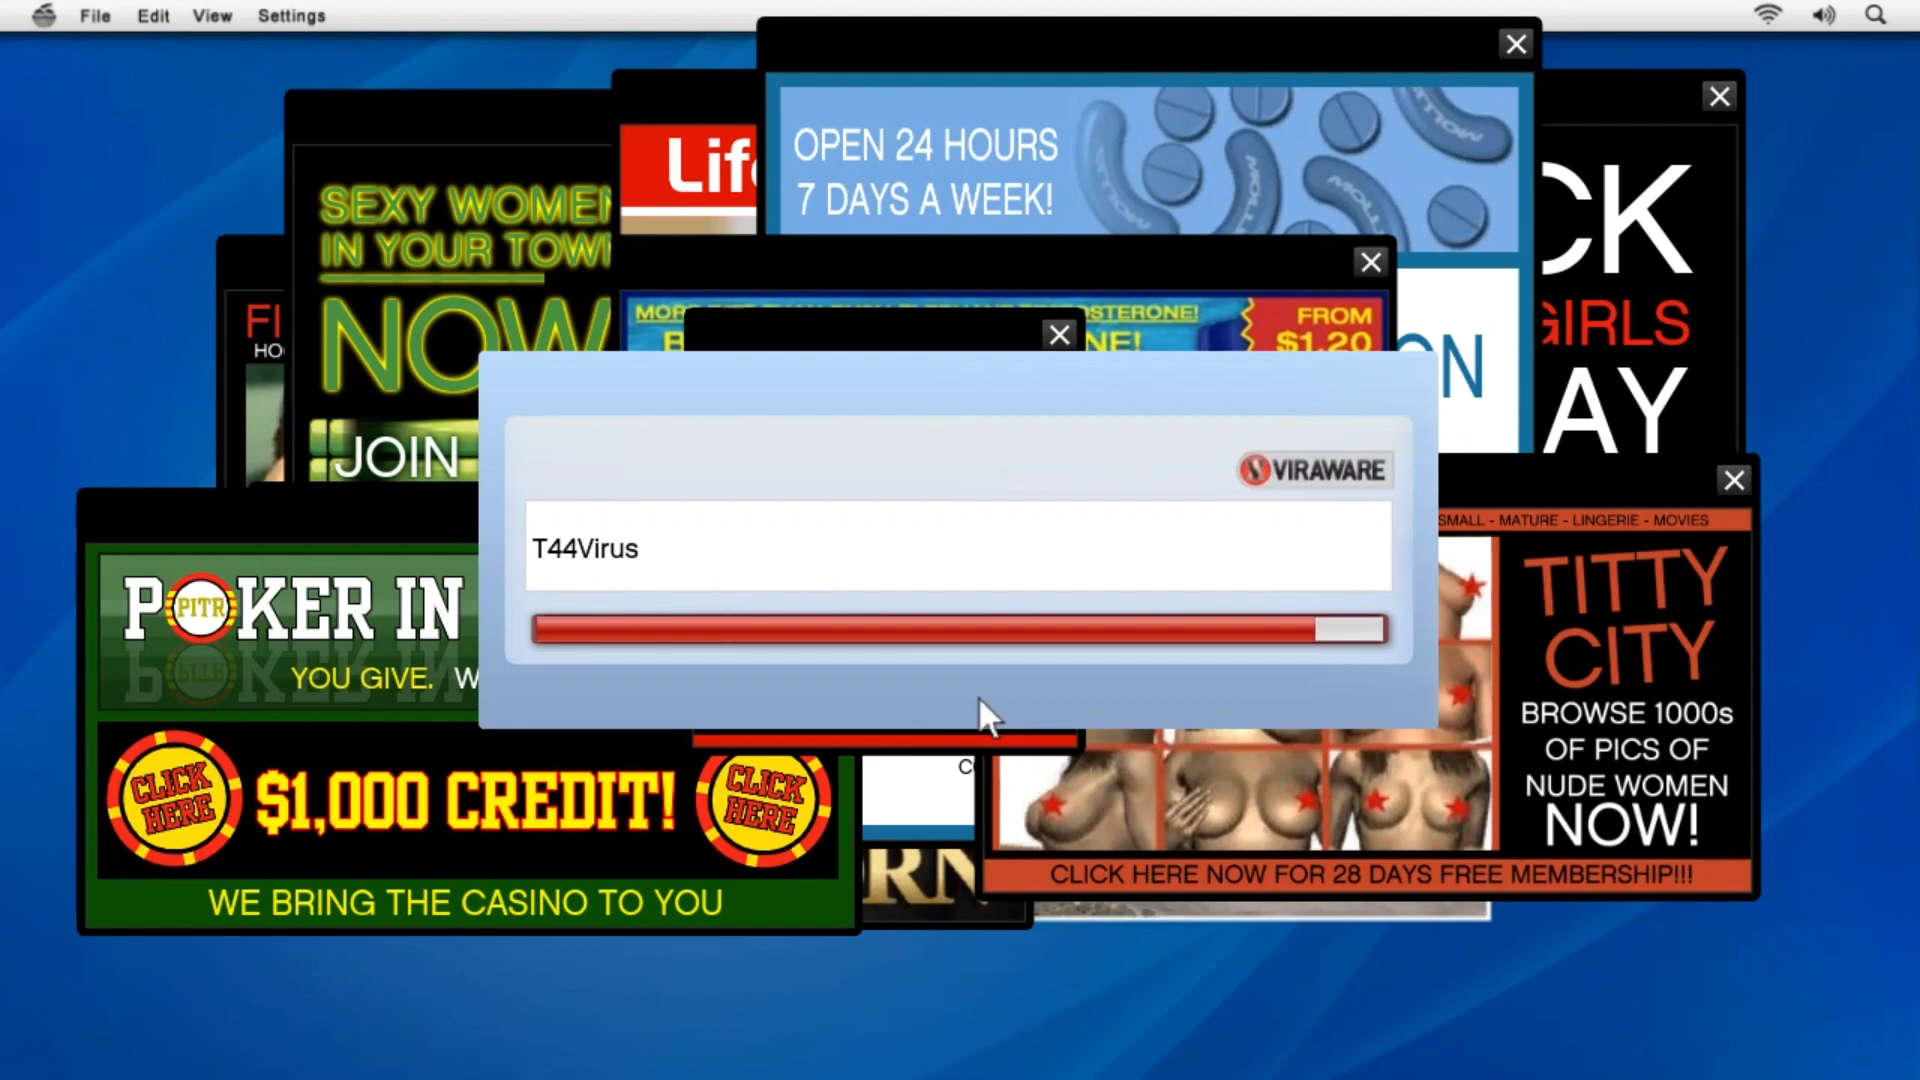 File Edit View Settings
OPEN 24 HOURS
7 DAYS A WEEK!
SEXY WOMEN
IN YOUR TOWN
NOW
JOIN
CK
GIRLS
AY
FROM
$1.20
ON
VIRAWARE
T44Virus
POKER IN
PITR
YOU GIVE.
CLICK
HERE
$1,000 CREDIT!
CLICK
HERE
WE BRING THE CASINO TO YOU
RN
SMALL - MATURE - LINGERIE - MOVIES
TITTY
CITY
BROWSE 1000s
OF PICS OF
NUDE WOMEN
NOW!
CLICK HERE NOW FOR 28 DAYS FREE MEMBERSHIP!!!